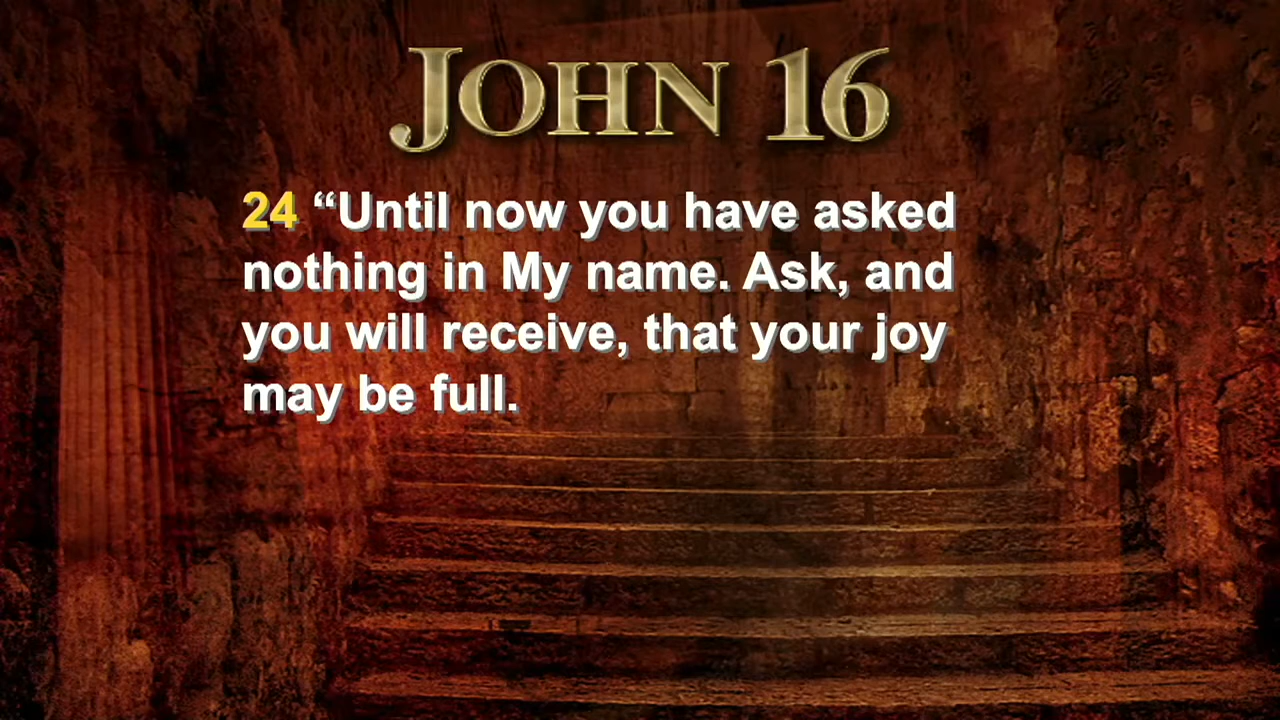 JOHN 16
24 “Until now you have asked
nothing in My name. Ask, and
you will receive, that your joy
may be full.